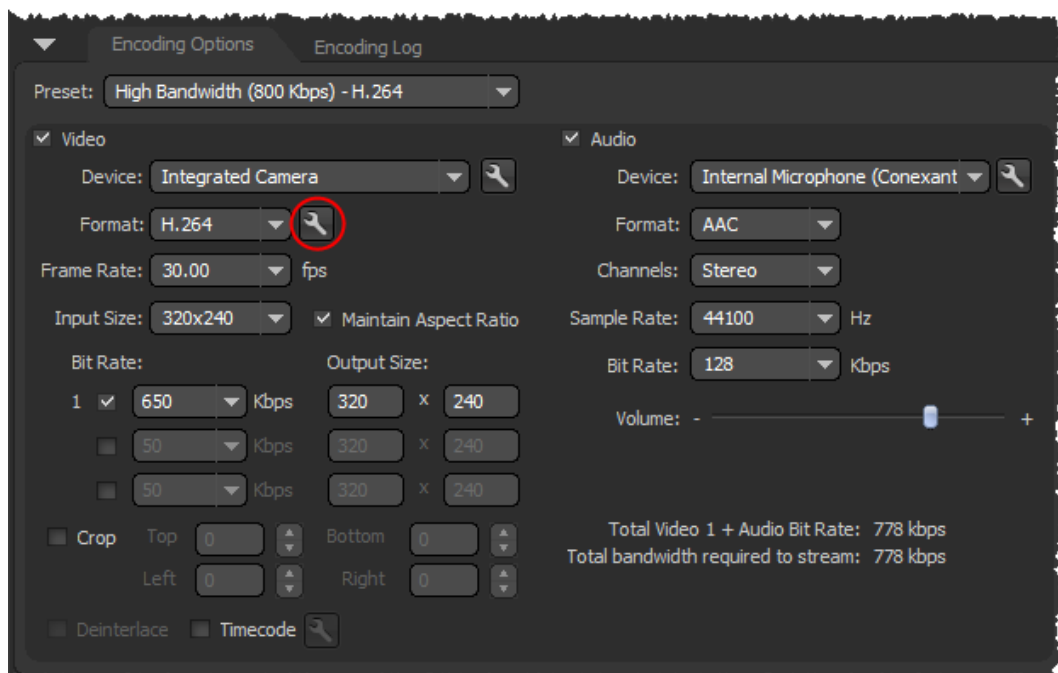 Encoding Options Encoding Log
Preset: High Bandwidth (800 Kbps) - H.264
Video
Device: Integrated Camera
Format: H.264
Frame Rate: 30.00 fps
Input Size: 320x240 Maintain Aspect Ratio
Bit Rate: Output Size:
1 650 Kbps 320 x 240
50 Kbps 320 x 240
50 Kbps 320 x 240
Crop Top 0 Bottom 0
Left 0 Right 0
Deinterlace Timecode
Audio
Device: Internal Microphone (Conexant
Format: AAC
Channels: Stereo
Sample Rate: 44100 Hz
Bit Rate: 128 Kbps
Volume: - +
Total Video 1 + Audio Bit Rate: 778 kbps
Total bandwidth required to stream: 778 kbps